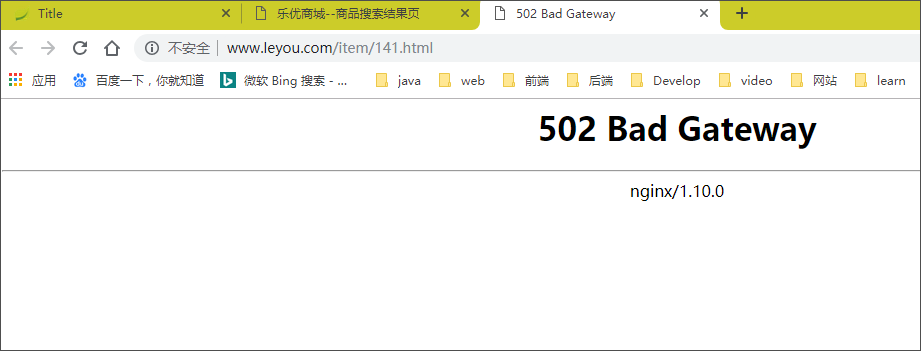 Title
乐优商城--商品搜索结果页
502 Bad Gateway
不安全 www.leyou.com/item/141.html
应用 百度一下，你就知道 微软 Bing 搜索 - ... java web 前端 后端 Develop video 网站 learn
502 Bad Gateway
nginx/1.10.0